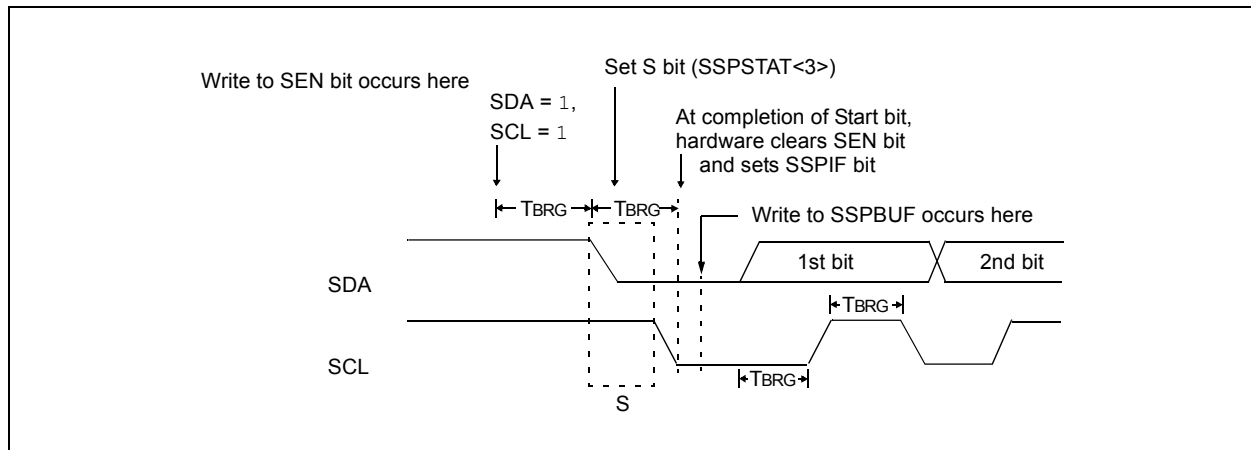 Write to SEN bit occurs here
Set S bit (SSPSTAT<3>)
SDA = 1,
SCL = 1
At completion of Start bit,
hardware clears SEN bit
and sets SSPIF bit
TBRG
TBRG
Write to SSPBUF occurs here
SDA
1st bit
2nd bit
TBRG
SCL
TBRG
S